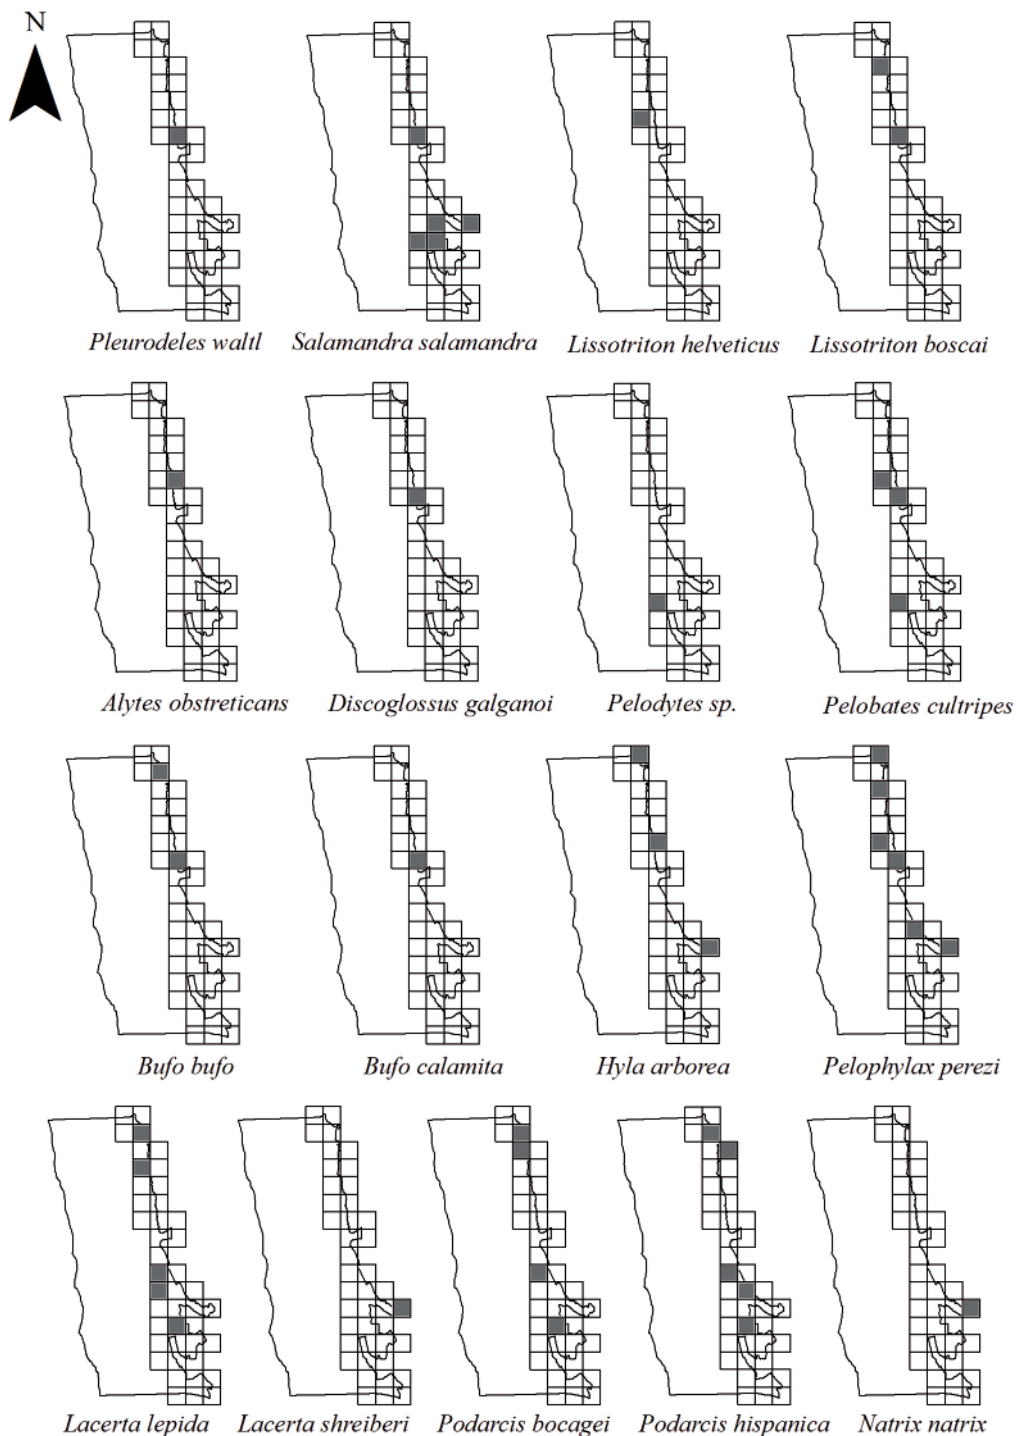 N
Pleurodeles waltl
Salamandra salamandra
Lissotriton helveticus
Lissotriton boscai
Alytes obstreticans
Discoglossus galganoi
Pelodytes sp.
Pelobates cultripes
Bufo bufo
Bufo calamita
Hyla arborea
Pelophylax perezi
Lacerta lepida
Lacerta shreiberi
Podarcis bocagei
Podarcis hispanica
Natrix natrix